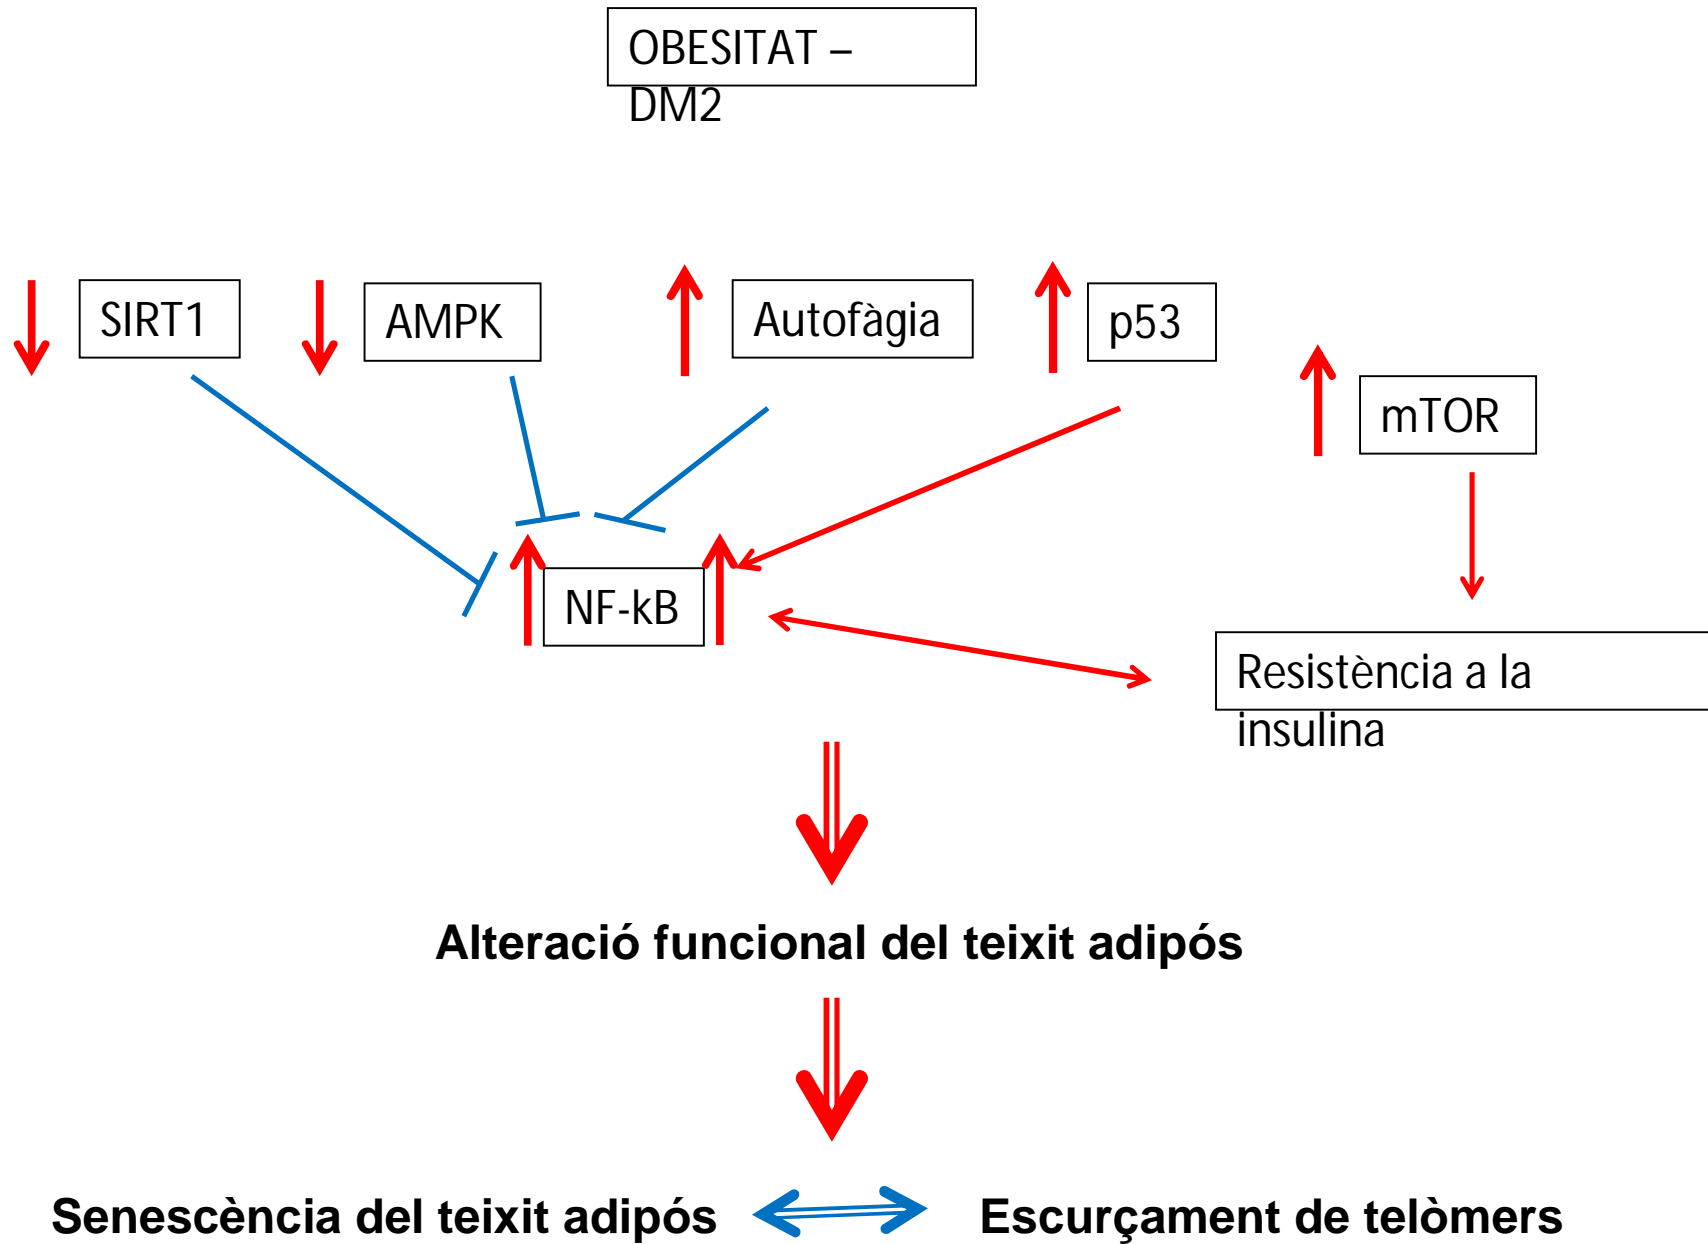 OBESITAT –
DM2
SIRT1
AMPK
Autofàgia
p53
mTOR
NF-kB
Resistència a la
insulina
Alteració funcional del teixit adipós
Senescència del teixit adipós
Escurçament de telòmers